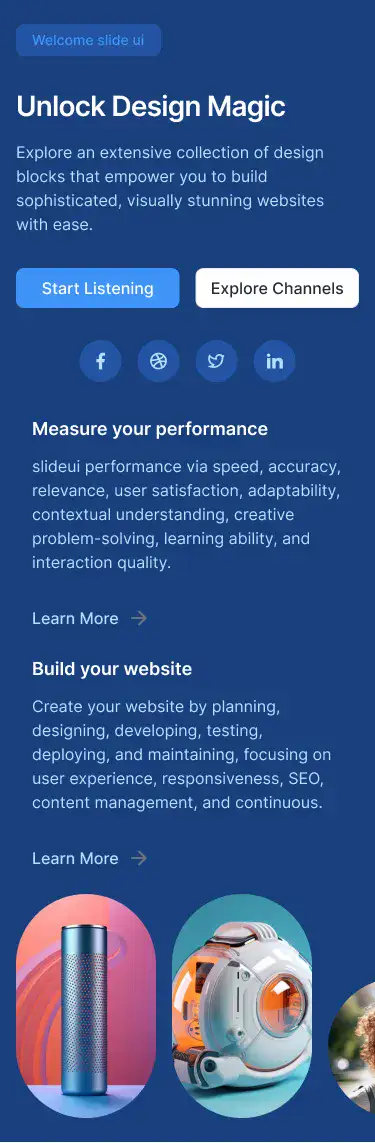 Welcome slide ui
Unlock Design Magic
Explore an extensive collection of design
blocks that empower you to build
sophisticated, visually stunning websites
with ease.
Start Listening
Explore Channels
Measure your performance
slideui performance via speed, accuracy,
relevance, user satisfaction, adaptability,
contextual understanding, creative
problem-solving, learning ability, and
interaction quality.
Learn More
Build your website
Create your website by planning,
designing, developing, testing,
deploying, and maintaining, focusing on
user experience, responsiveness, SEO,
content management, and continuous.
Learn More